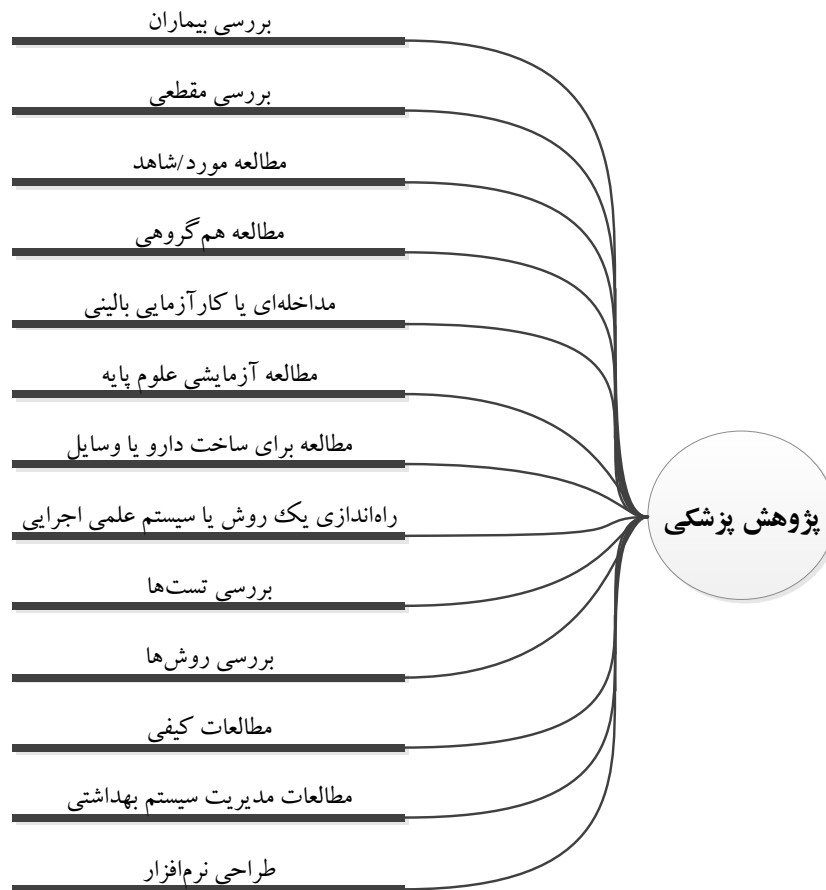 بررسی بیماران
بررسی مقطعی
مطالعه مورد/شاهد
مطالعه هم‌گروهی
مداخله‌ای یا کارآزمایی بالینی
مطالعه آزمایشی علوم پایه
مطالعه برای ساخت دارو یا وسایل
راه‌اندازی یک روش یا سیستم علمی اجرایی
بررسی تست‌ها
بررسی روش‌ها
مطالعات کیفی
مطالعات مدیریت سیستم بهداشتی
طراحی نرم‌افزار
پژوهش پزشکی